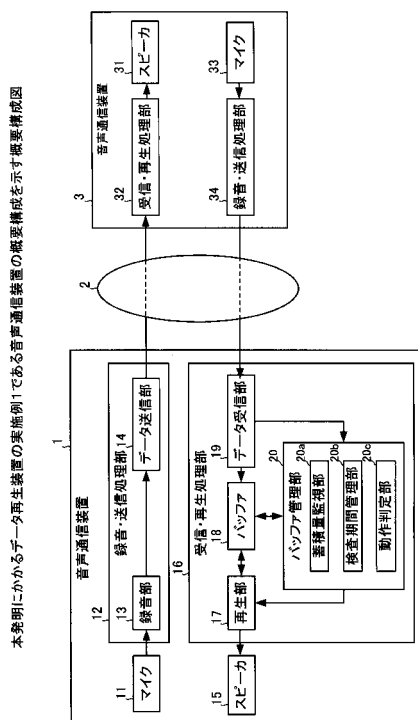 本発明にかかるデータ再生装置の実施例1である音声通信装置の概要構成を示す概要構成図
1
音声通信装置
12
録音・送信処理部
11
マイク
13
録音部
14
データ送信部
16
受信・再生処理部
15
スピーカ
17
再生部
18
バッファ
19
データ受信部
20
バッファ管理部
20a
蓄積量監視部
20b
検査期間管理部
20c
動作判定部
2
3
音声通信装置
32
受信・再生処理部
31
スピーカ
34
録音・送信処理部
33
マイク